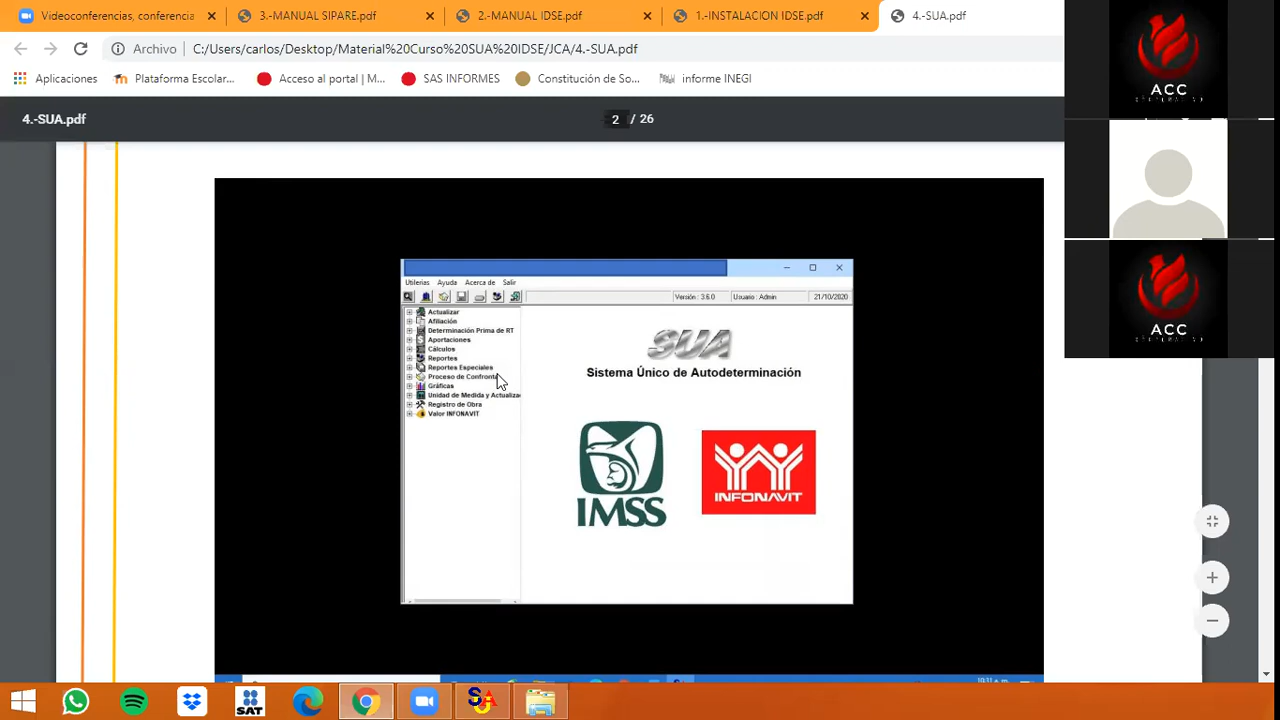 Videoconferencias, conferencia
3.-MANUAL SIPARE.pdf
2.-MANUAL IDSE.pdf
1.-INSTALACION IDSE.pdf
4.-SUA.pdf
Archivo
C:/Users/carlos/Desktop/Material%20Curso%20SUA%20IDSE/JCA/4.-SUA.pdf
Aplicaciones
Plataforma Escolar...
Acceso al portal | M...
SAS INFORMES
Constitución de So...
informe INEGI
4.-SUA.pdf
2 / 26
Utilerias Ayuda Acerca de Salir
Versión : 3.6.0
Usuario : Admin
21/10/2020
Actualizar
Afiliación
Determinación Prima de RT
Aportaciones
Cálculos
Reportes
Reportes Especiales
Proceso de Confronta
Gráficas
Unidad de Medida y Actualizac
Registro de Obra
Valor INFONAVIT
SUA
Sistema Único de Autodeterminación
IMSS
INFONAVIT
ACC
ACC
SAT